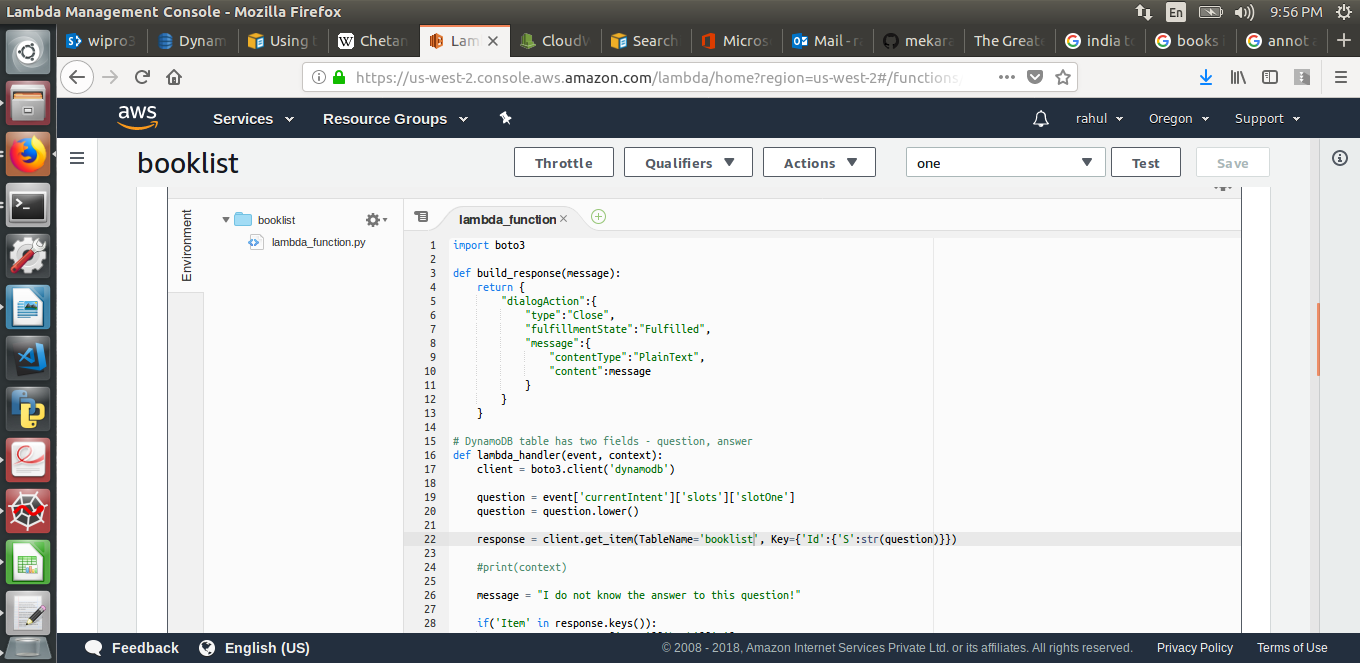 Lambda Management Console - Mozilla Firefox
En
9:56 PM
wipro3
Dynam
Using t
Chetan
Lam
CloudW
Search
Micros
Mail - r
mekara
The Great
india to
books
annot
https://us-west-2.console.aws.amazon.com/lambda/home?region=us-west-2#/functions
aws
Services
Resource Groups
rahul
Oregon
Support
booklist
Throttle
Qualifiers
Actions
one
Test
Save
Environment
booklist
lambda_function.py
lambda_function
1 import boto3
2
3 def build_response(message):
4 return {
5 "dialogAction":{
6 "type":"Close",
7 "fulfillmentState":"Fulfilled",
8 "message":{
9 "contentType":"PlainText",
10 "content":message
11 }
12 }
13 }
14
15 # DynamoDB table has two fields - question, answer
16 def lambda_handler(event, context):
17 client = boto3.client('dynamodb')
18
19 question = event['currentIntent']['slots']['slotOne']
20 question = question.lower()
21
22 response = client.get_item(TableName='booklist', Key={'Id':{'S':str(question)}})
23
24 #print(context)
25
26 message = "I do not know the answer to this question!"
27
28 if('Item' in response.keys()):
Feedback
English (US)
© 2008 - 2018, Amazon Internet Services Private Ltd. or its affiliates. All rights reserved.
Privacy Policy
Terms of Use